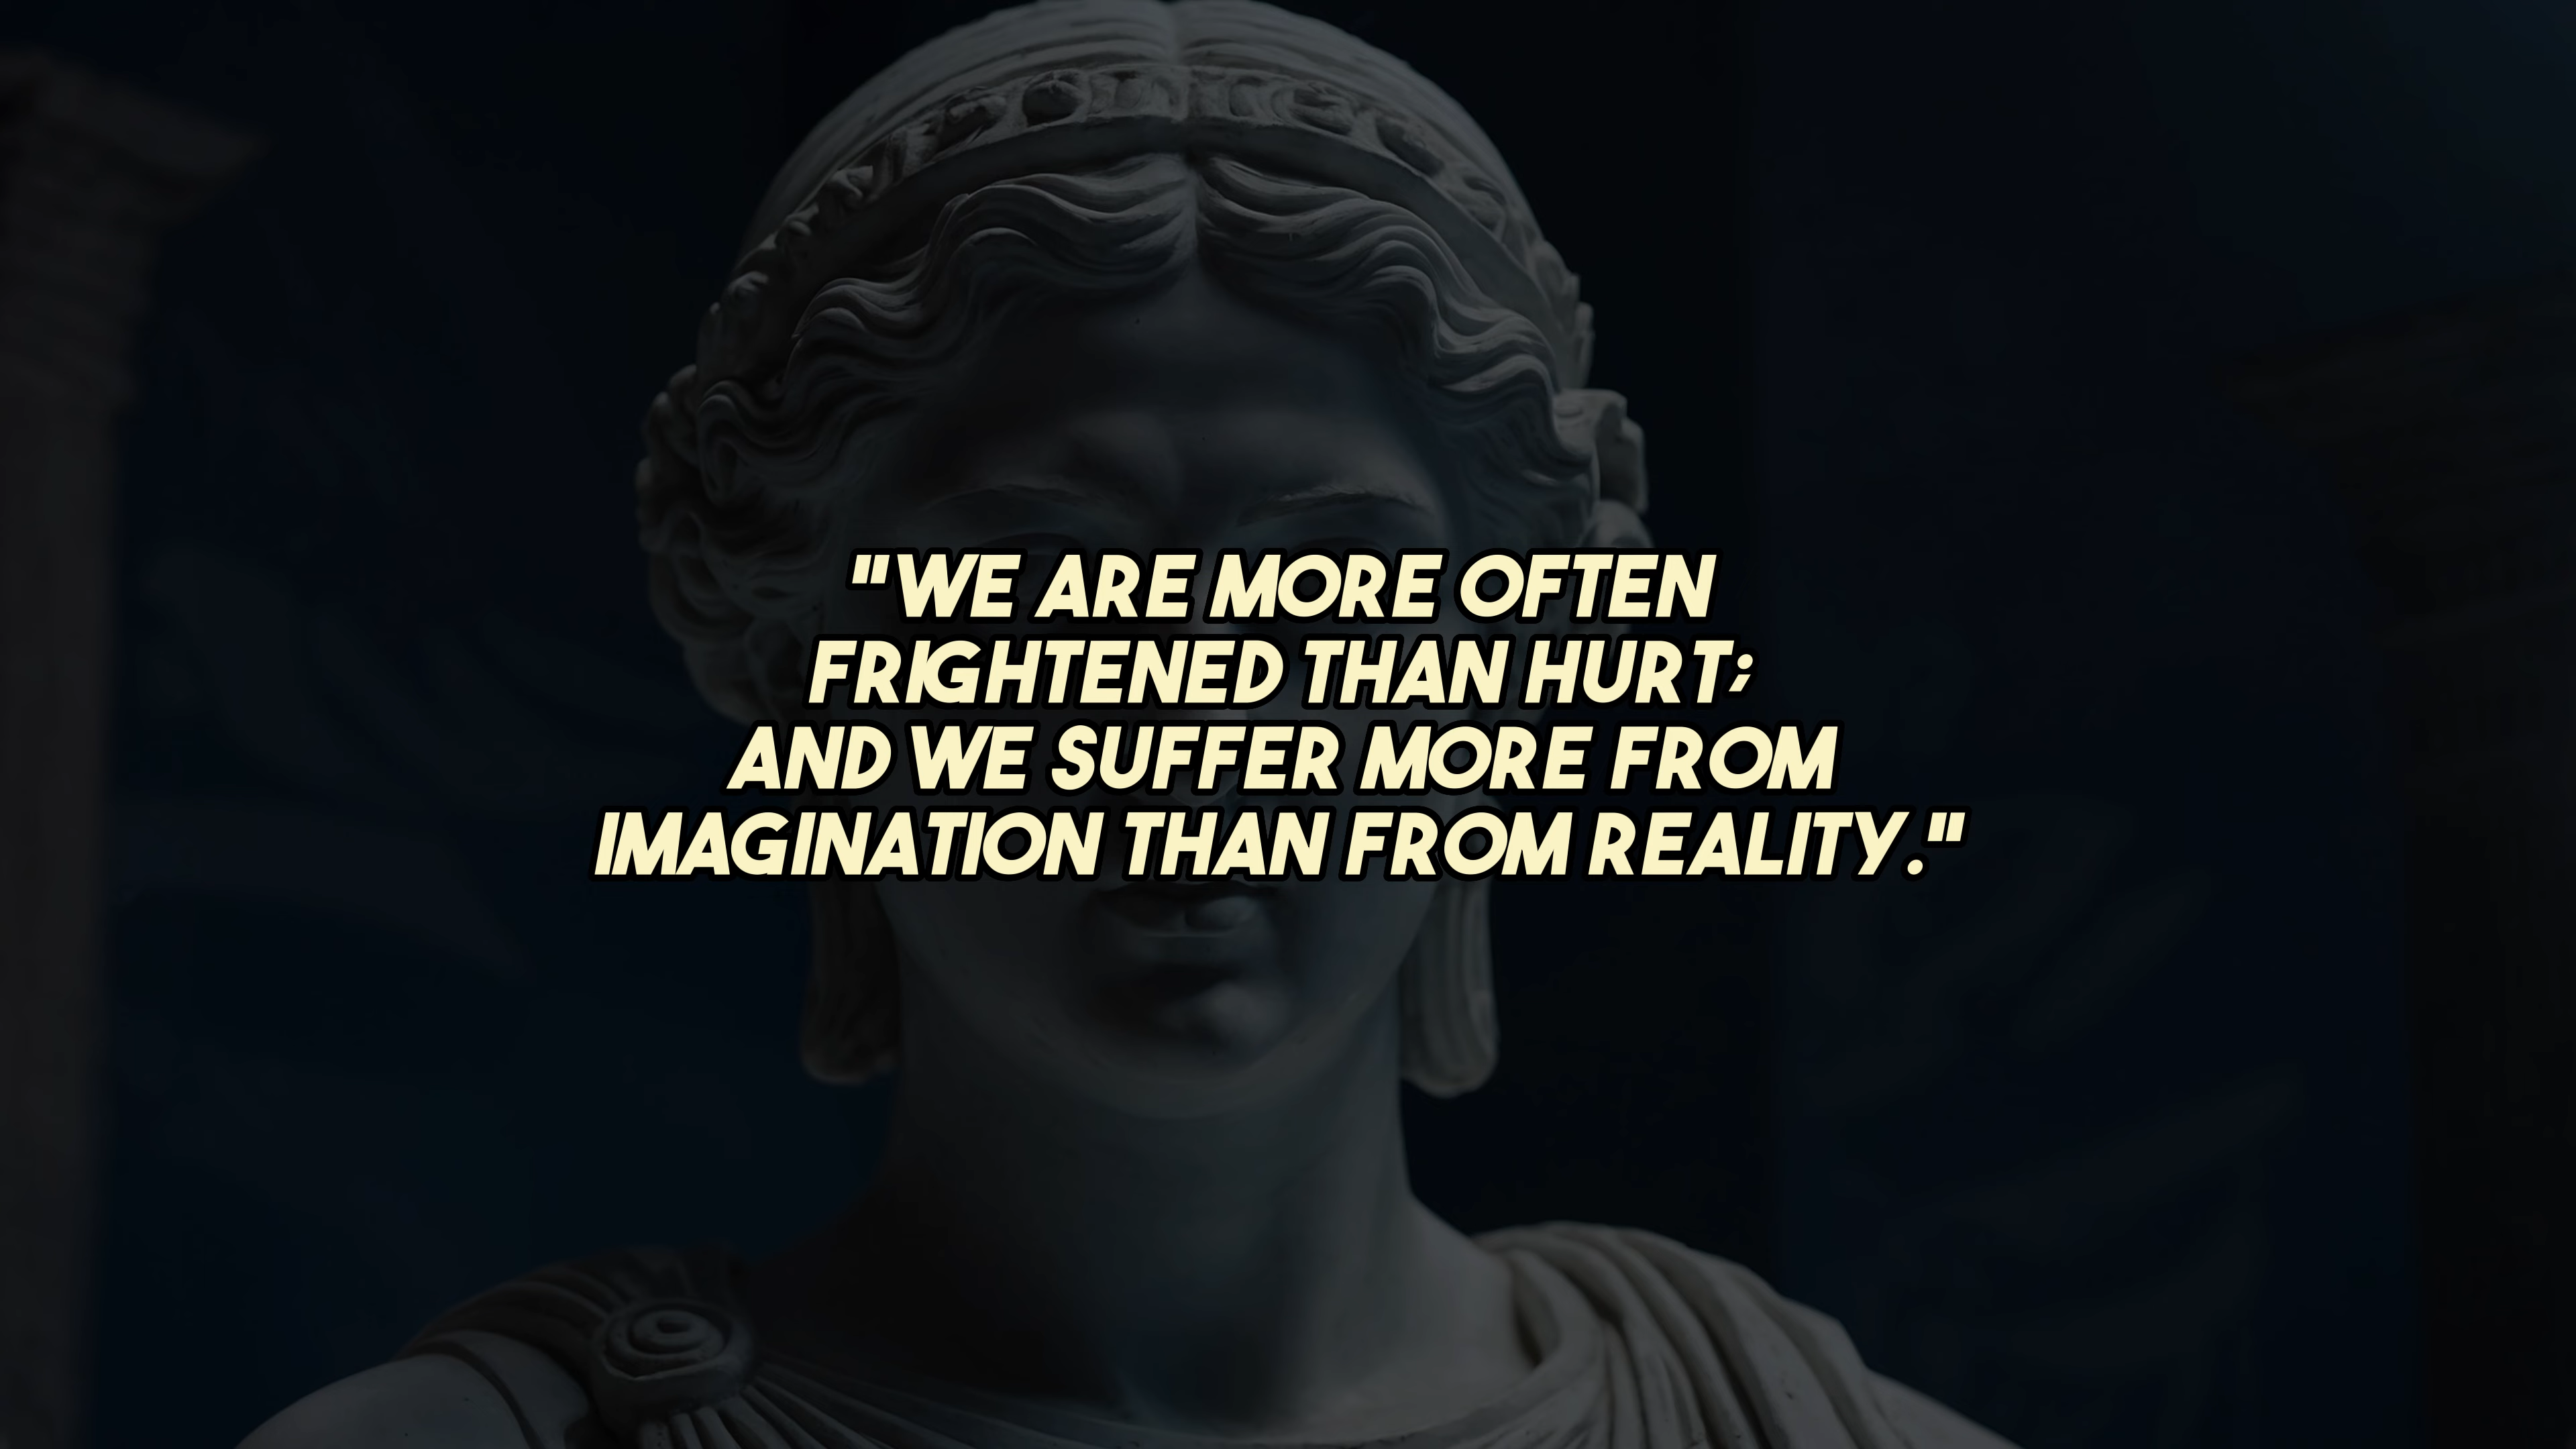 "WE ARE MORE OFTEN
FRIGHTENED THAN HURT;
AND WE SUFFER MORE FROM
IMAGINATION THAN FROM REALITY."